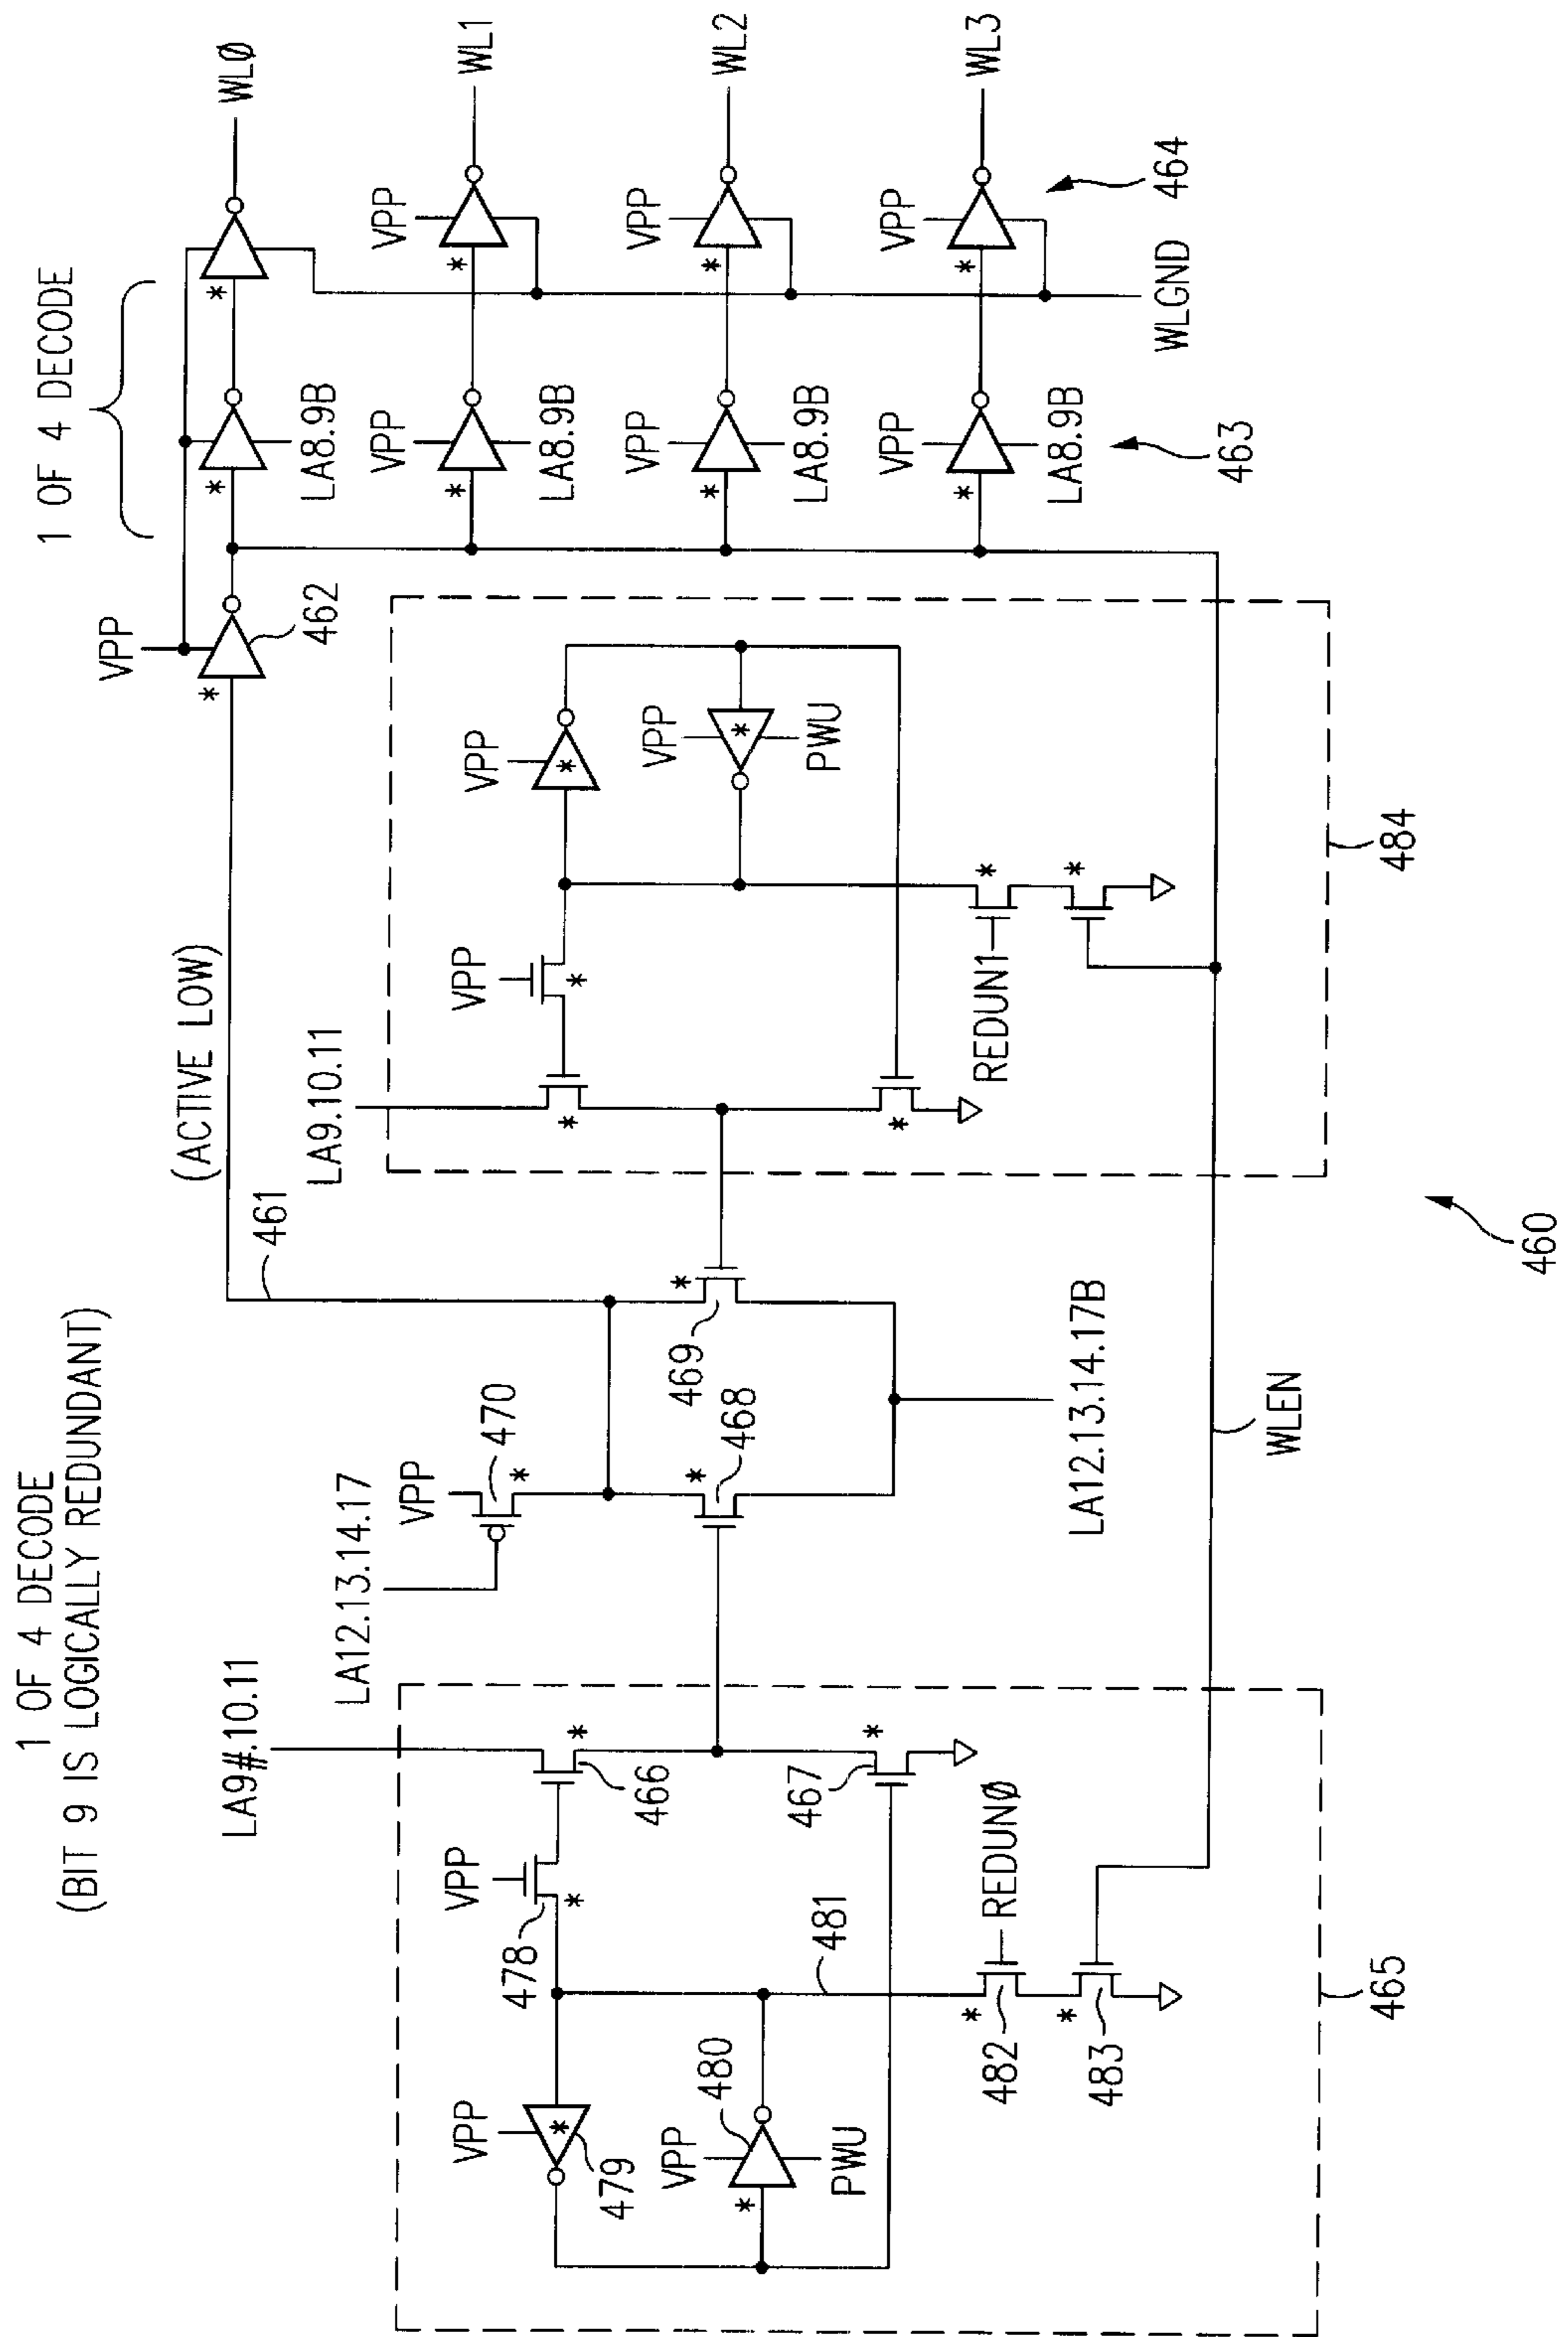 1 OF 4 DECODE
(BIT 9 IS LOGICALLY REDUNDANT)
LA9#.10.11
VPP
478
466
VPP
479
VPP
480
PWU
481
467
REDUNØ
482
483
465
LA12.13.14.17
VPP
470
468
469
LA12.13.14.17B
461
(ACTIVE LOW)
WLEN
460
LA9.10.11
VPP
VPP
VPP
PWU
REDUN1
484
VPP
462
1 OF 4 DECODE
LA8.9B
VPP
LA8.9B
VPP
LA8.9B
VPP
LA8.9B
463
VPP
VPP
VPP
464
WLGND
WLØ
WL1
WL2
WL3